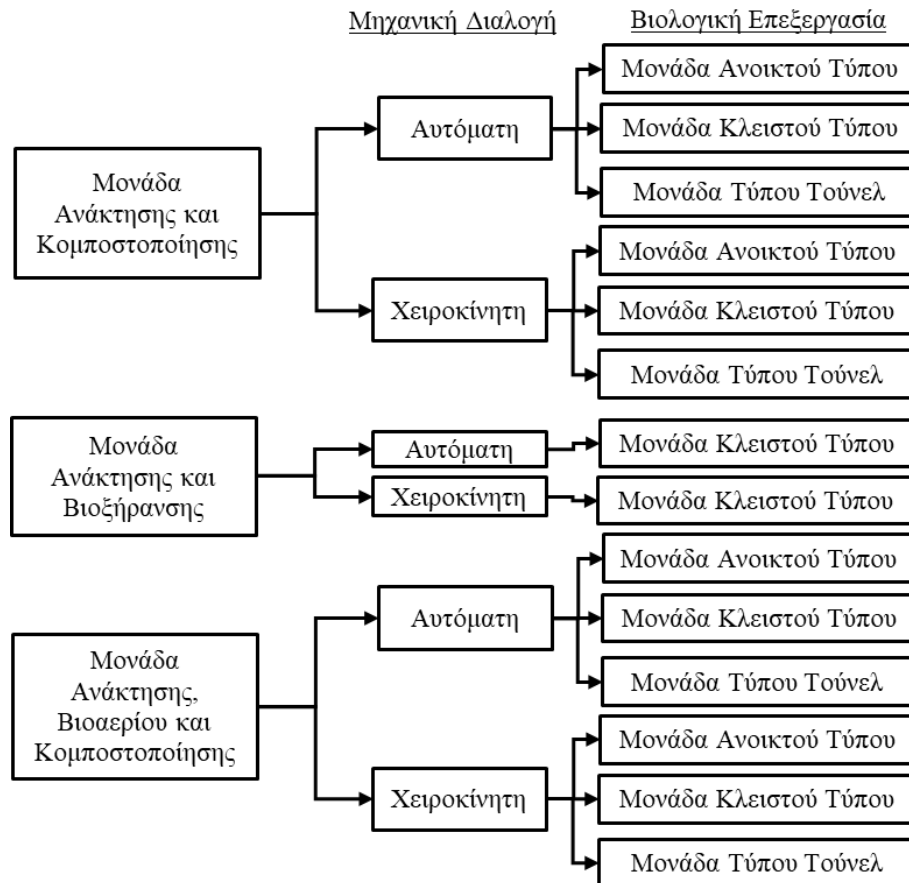 Μηχανική Διαλογή
Βιολογική Επεξεργασία
Μονάδα
Ανάκτησης και
Κομποστοποίησης
Αυτόματη
Μονάδα Ανοικτού Τύπου
Μονάδα Κλειστού Τύπου
Μονάδα Τύπου Τούνελ
Χειροκίνητη
Μονάδα Ανοικτού Τύπου
Μονάδα Κλειστού Τύπου
Μονάδα Τύπου Τούνελ
Μονάδα
Ανάκτησης και
Βιοξήρανσης
Αυτόματη
Μονάδα Κλειστού Τύπου
Χειροκίνητη
Μονάδα Κλειστού Τύπου
Μονάδα
Ανάκτησης,
Βιοαερίου και
Κομποστοποίησης
Αυτόματη
Μονάδα Ανοικτού Τύπου
Μονάδα Κλειστού Τύπου
Μονάδα Τύπου Τούνελ
Χειροκίνητη
Μονάδα Ανοικτού Τύπου
Μονάδα Κλειστού Τύπου
Μονάδα Τύπου Τούνελ